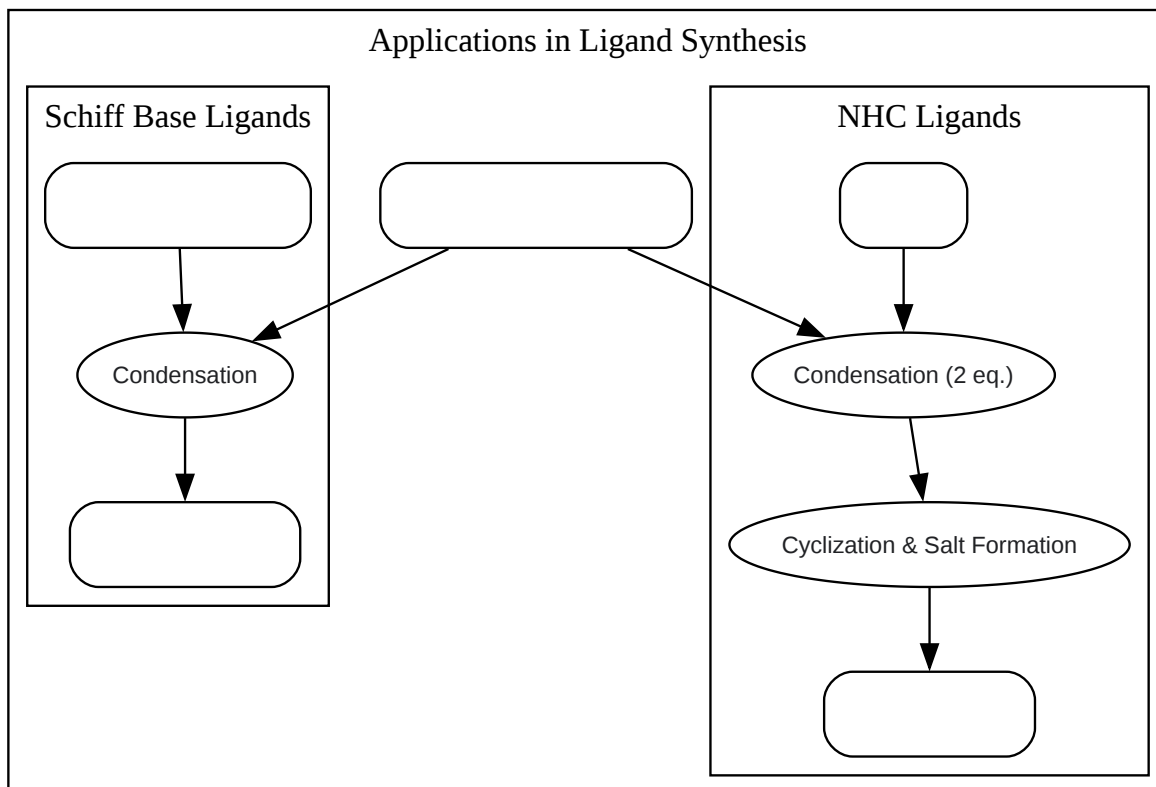 Applications in Ligand Synthesis
Schiff Base Ligands
NHC Ligands
Condensation
Condensation (2 eq.)
Cyclization & Salt Formation